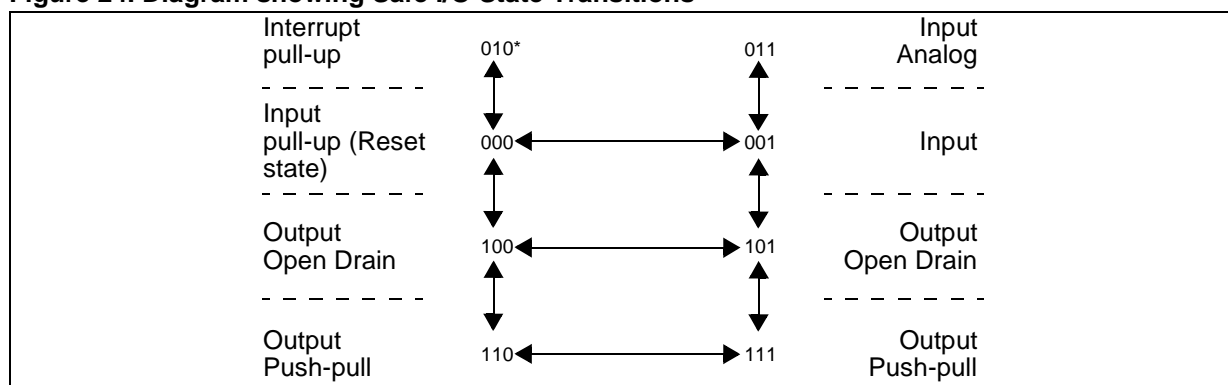 Figure 24. Diagram showing Safe I/O State Transitions
Interrupt
pull-up
010*
011
Input
Analog
Input
pull-up (Reset
state)
000
001
Input
Output
Open Drain
100
101
Output
Open Drain
Output
Push-pull
110
111
Output
Push-pull